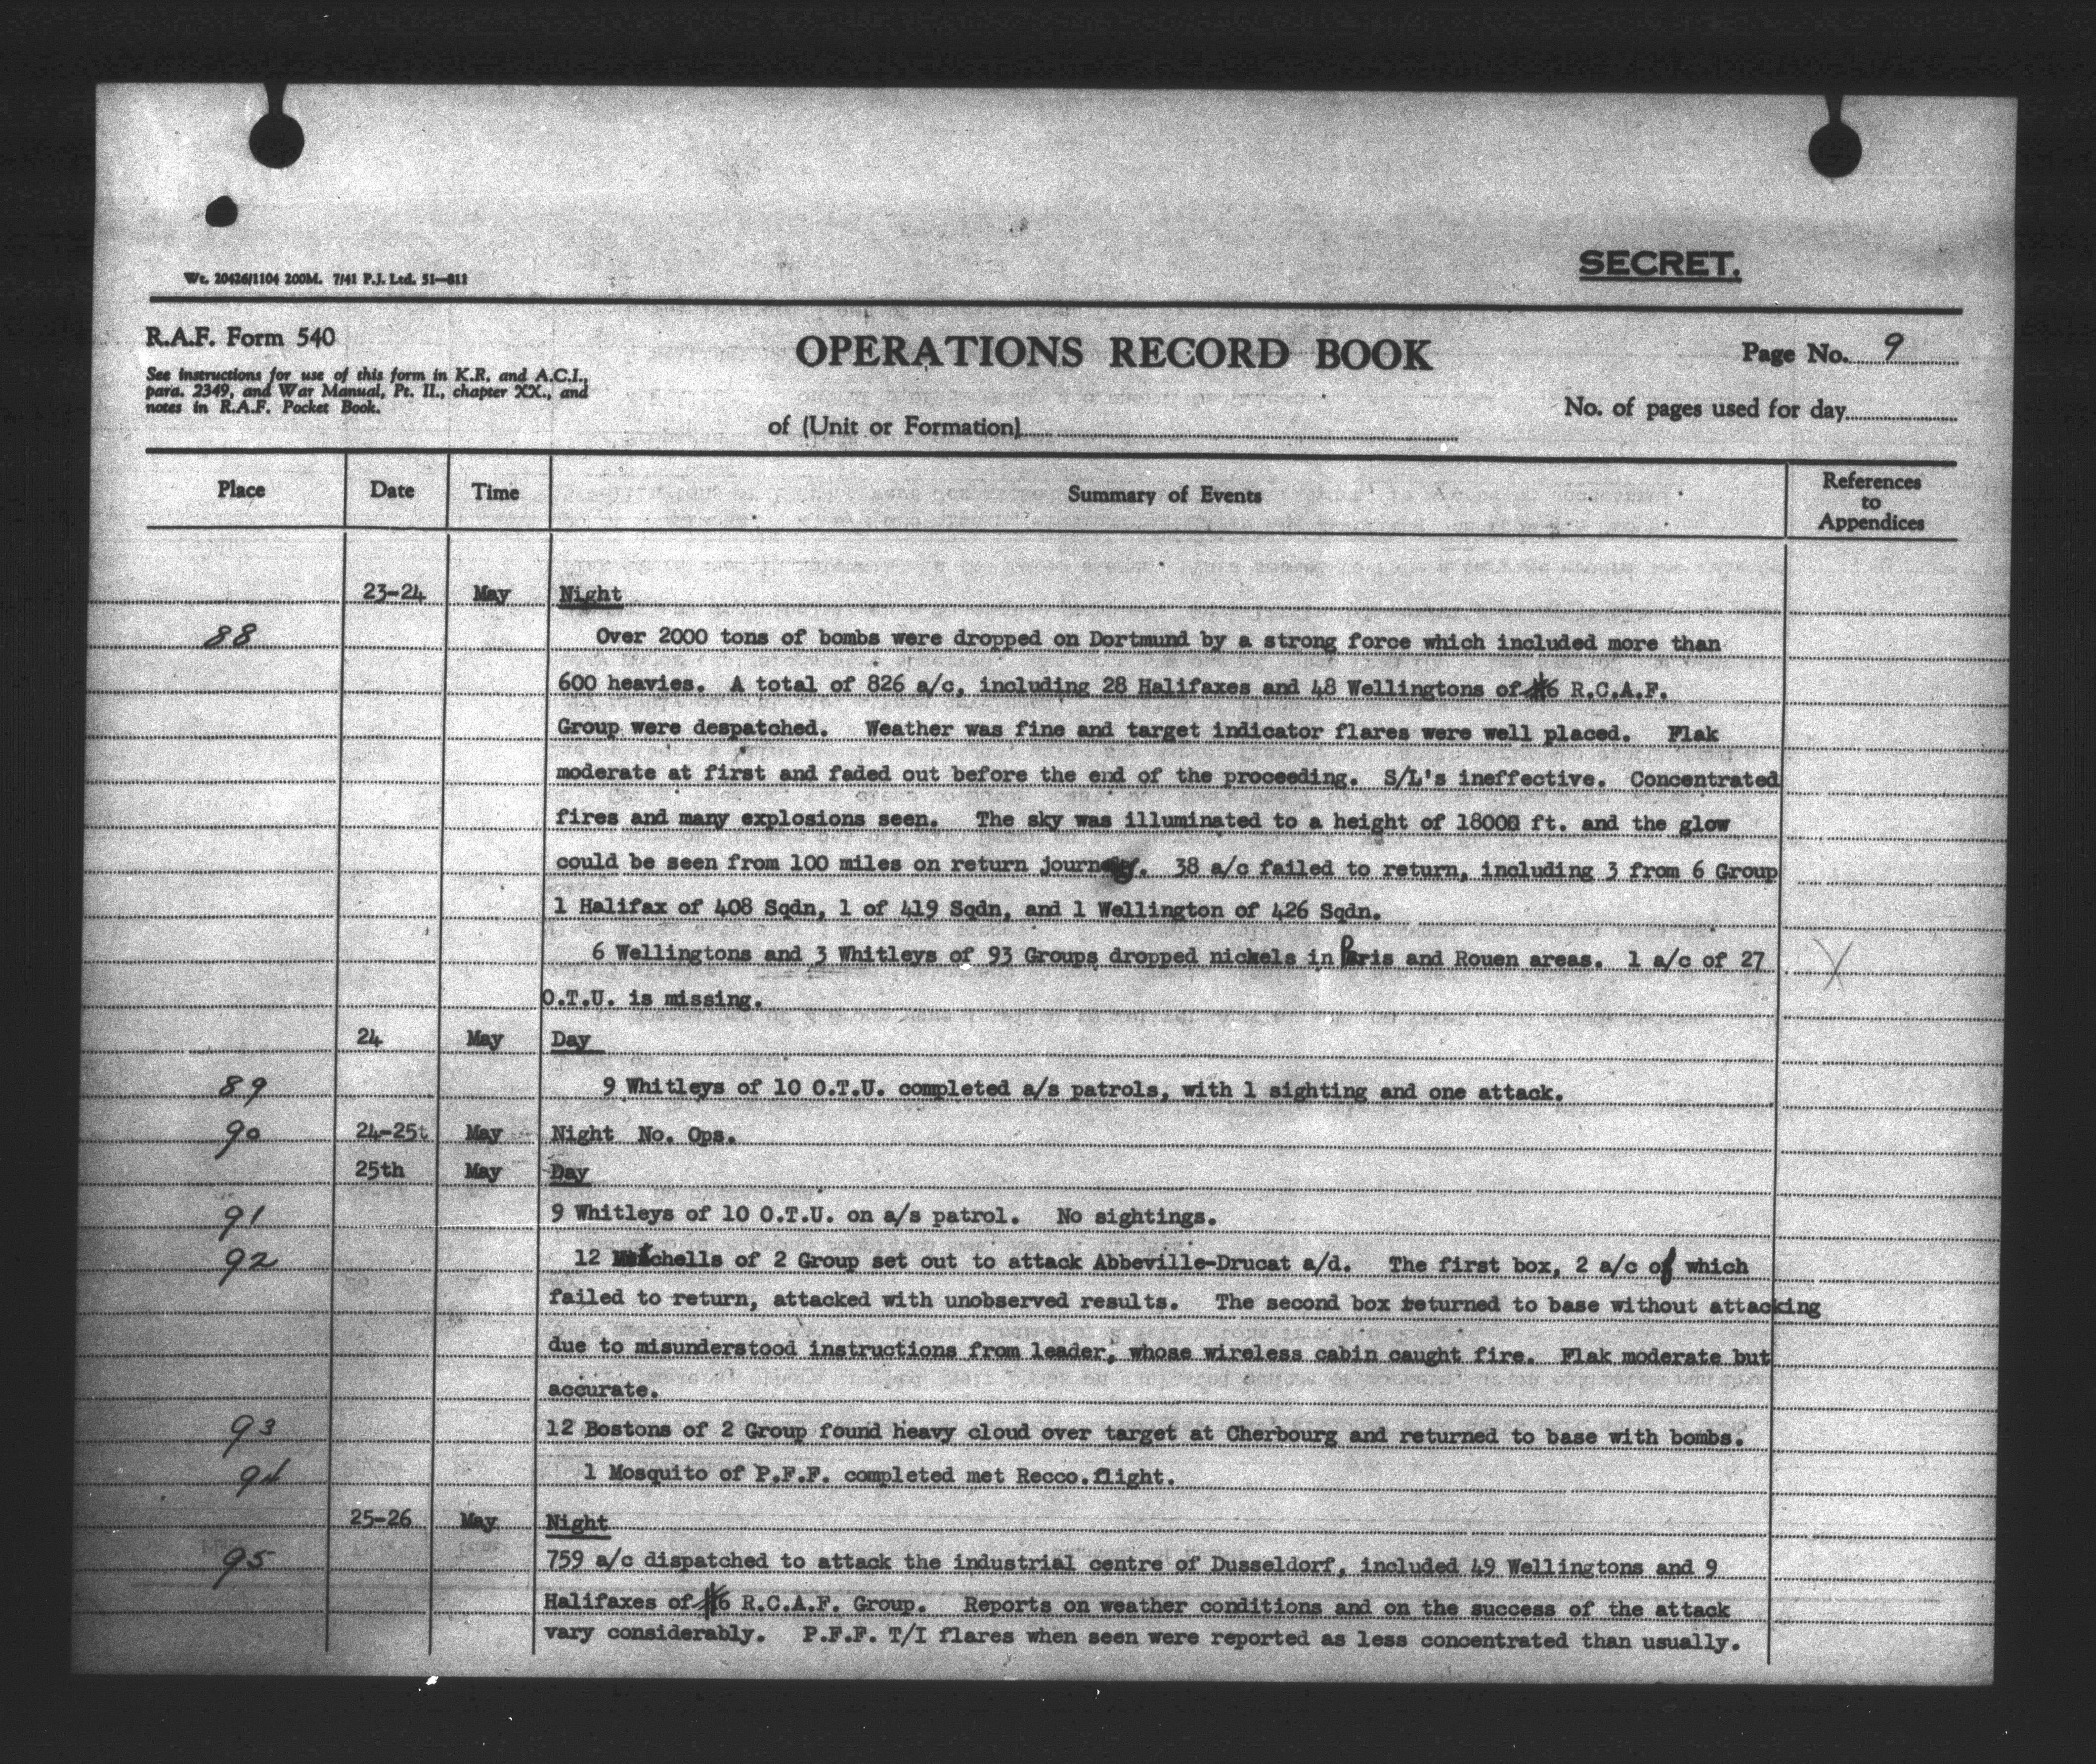 SECRET.
Wt. 20426/1104 200M. 7/41 P.J. Ltd. 51—811
R.A.F. Form 540
See instructions for use of this form in K.R. and A.C.I.,
para. 2349, and War Manual, Pt. II., chapter XX., and
notes in R.A.F. Pocket Book.
OPERATIONS RECORD BOOK
of (Unit or Formation)
Page No. 9
No. of pages used for day
Place Date Time Summary of Events References to Appendices
23-24 May Night
88 Over 2000 tons of bombs were dropped on Dortmund by a strong force which included more than
600 heavies. A total of 826 a/c, including 28 Halifaxes and 48 Wellingtons of #6 R.C.A.F.
Group were despatched. Weather was fine and target indicator flares were well placed. Flak
moderate at first and faded out before the end of the proceeding. S/L's ineffective. Concentrated
fires and many explosions seen. The sky was illuminated to a height of 18000 ft. and the glow
could be seen from 100 miles on return journey. 38 a/c failed to return, including 3 from 6 Group
1 Halifax of 408 Sqdn, 1 of 419 Sqdn, and 1 Wellington of 426 Sqdn.
6 Wellingtons and 3 Whitleys of 93 Groups dropped nickels in Paris and Rouen areas. 1 a/c of 27 X
O.T.U. is missing.
24 May Day
89 9 Whitleys of 10 O.T.U. completed a/s patrols, with 1 sighting and one attack.
90 24-25t May Night No. Ops.
25th May Day
91 9 Whitleys of 10 O.T.U. on a/s patrol. No sightings.
92 12 Mitchells of 2 Group set out to attack Abbeville-Drucat a/d. The first box, 2 a/c of which
failed to return, attacked with unobserved results. The second box returned to base without attacking
due to misunderstood instructions from leader, whose wireless cabin caught fire. Flak moderate but
accurate.
93 12 Bostons of 2 Group found heavy cloud over target at Cherbourg and returned to base with bombs.
94 1 Mosquito of P.F.F. completed met Recco.flight.
25-26 May Night
95 759 a/c dispatched to attack the industrial centre of Dusseldorf, included 49 Wellingtons and 9
Halifaxes of #6 R.C.A.F. Group. Reports on weather conditions and on the success of the attack
vary considerably. P.F.F. T/I flares when seen were reported as less concentrated than usually.